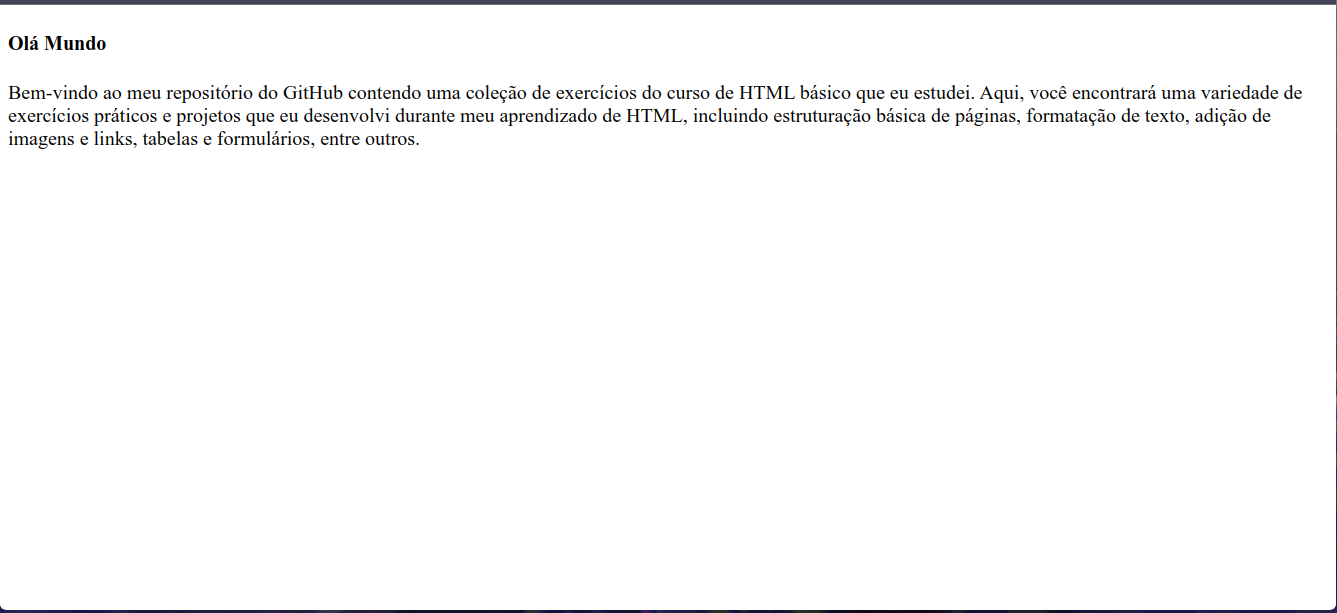 Olá Mundo
Bem-vindo ao meu repositório do GitHub contendo uma coleção de exercícios do curso de HTML básico que eu estudei. Aqui, você encontrará uma variedade de
exercícios práticos e projetos que eu desenvolvi durante meu aprendizado de HTML, incluindo estruturação básica de páginas, formatação de texto, adição de
imagens e links, tabelas e formulários, entre outros.